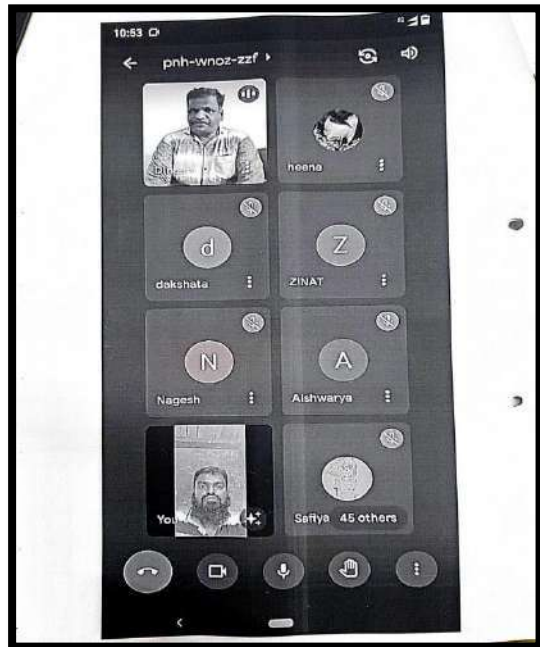 10:53
pnh-wnoz-zzf
heena
d
dakshata
Z
ZINAT
N
Nagesh
A
Aishwarya
You
Safiya 45 others